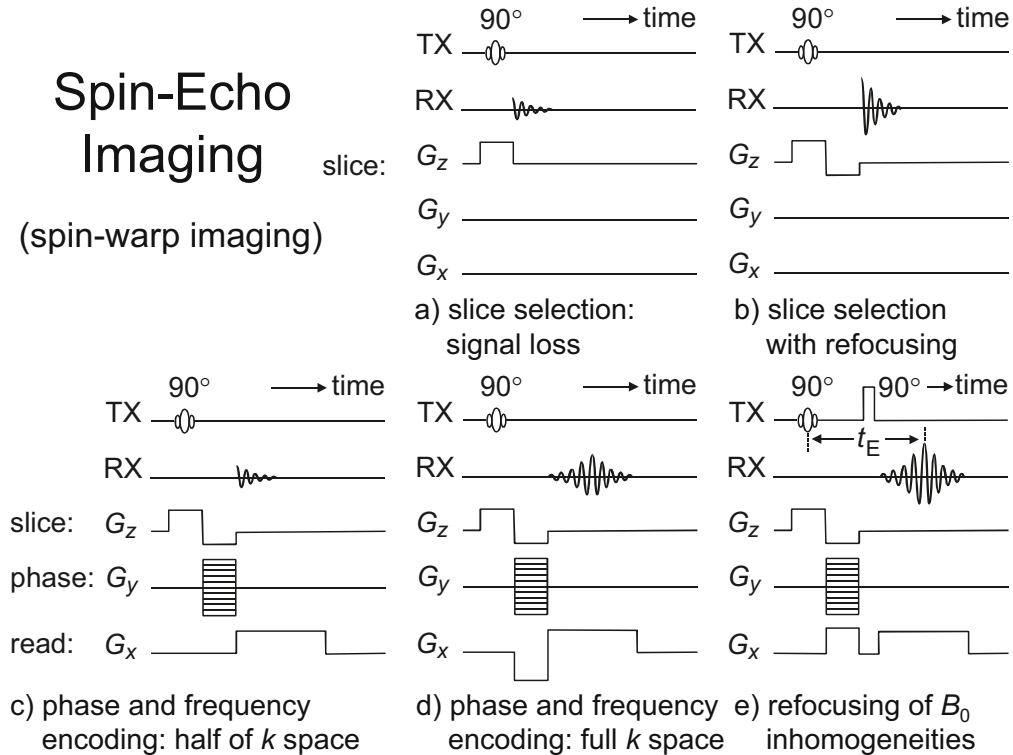 Spin-Echo
Imaging
(spin-warp imaging)
90° time
TX
RX
slice: Gz
Gy
Gx
a) slice selection:
signal loss
90° time
TX
RX
Gz
Gy
Gx
b) slice selection
with refocusing
90° time
TX
RX
slice: Gz
phase: Gy
read: Gx
c) phase and frequency
encoding: half of k space
90° time
TX
RX
Gz
Gy
Gx
d) phase and frequency
encoding: full k space
90° 90° time
TX
tE
RX
Gz
Gy
Gx
e) refocusing of B0
inhomogeneities